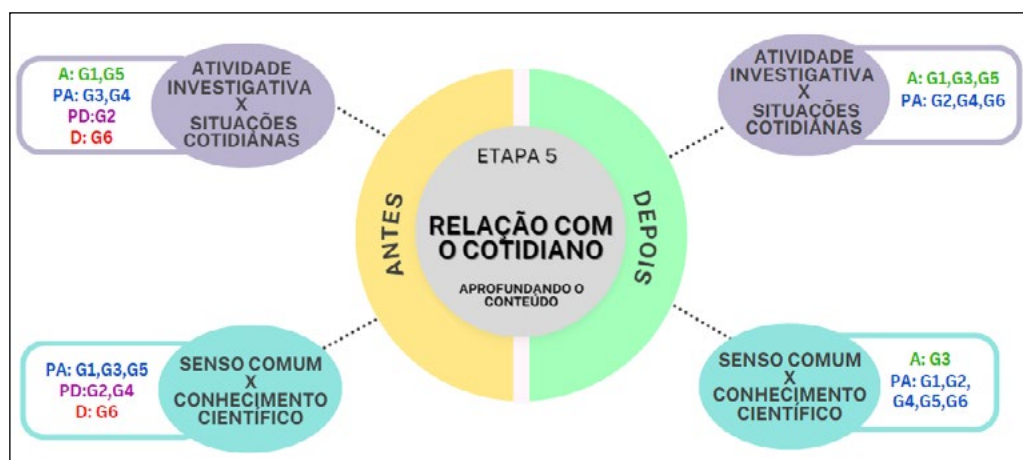 A: G1,G5
PA: G3,G4
PD:G2
D: G6
ATIVIDADE
INVESTIGATIVA
X
SITUAÇÕES
COTIDIANAS
ATIVIDADE
INVESTIGATIVA
X
SITUAÇÕES
COTIDIANAS
A: G1,G3,G5
PA: G2,G4,G6
ANTES
ETAPA 5
RELAÇÃO COM
O COTIDIANO
APROFUNDANDO O
CONTEÚDO
DEPOIS
PA: G1,G3,G5
PD:G2,G4
D: G6
SENSO COMUM
X
CONHECIMENTO
CIENTÍFICO
SENSO COMUM
X
CONHECIMENTO
CIENTÍFICO
A: G3
PA: G1,G2,
G4,G5,G6